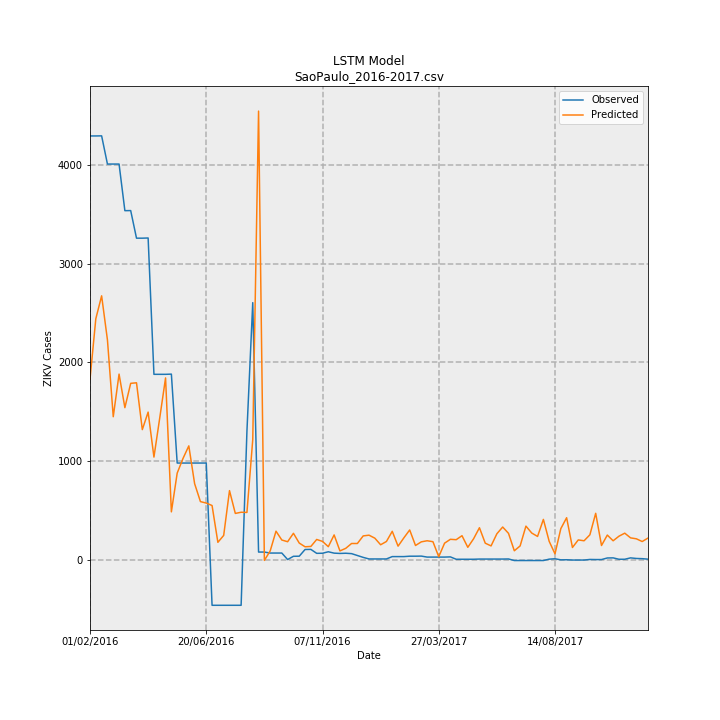 LSTM Model
SaoPaulo_2016-2017.csv
Observed
Predicted
ZIKV Cases
4000
3000
2000
1000
0
01/02/2016
20/06/2016
07/11/2016
27/03/2017
14/08/2017
Date